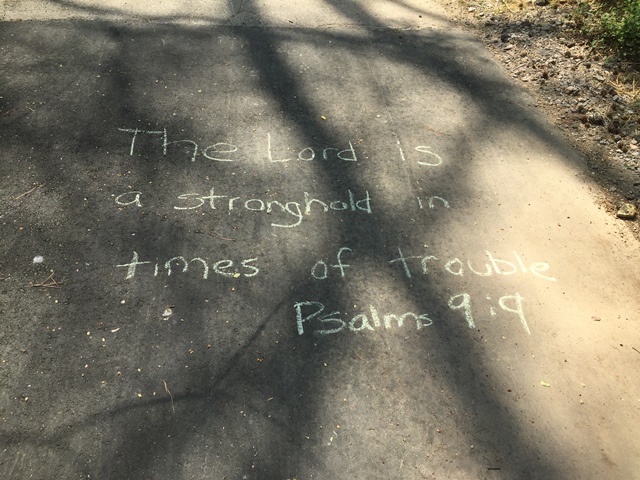 The Lord is
a stronghold in
times of trouble
Psalms 9:9